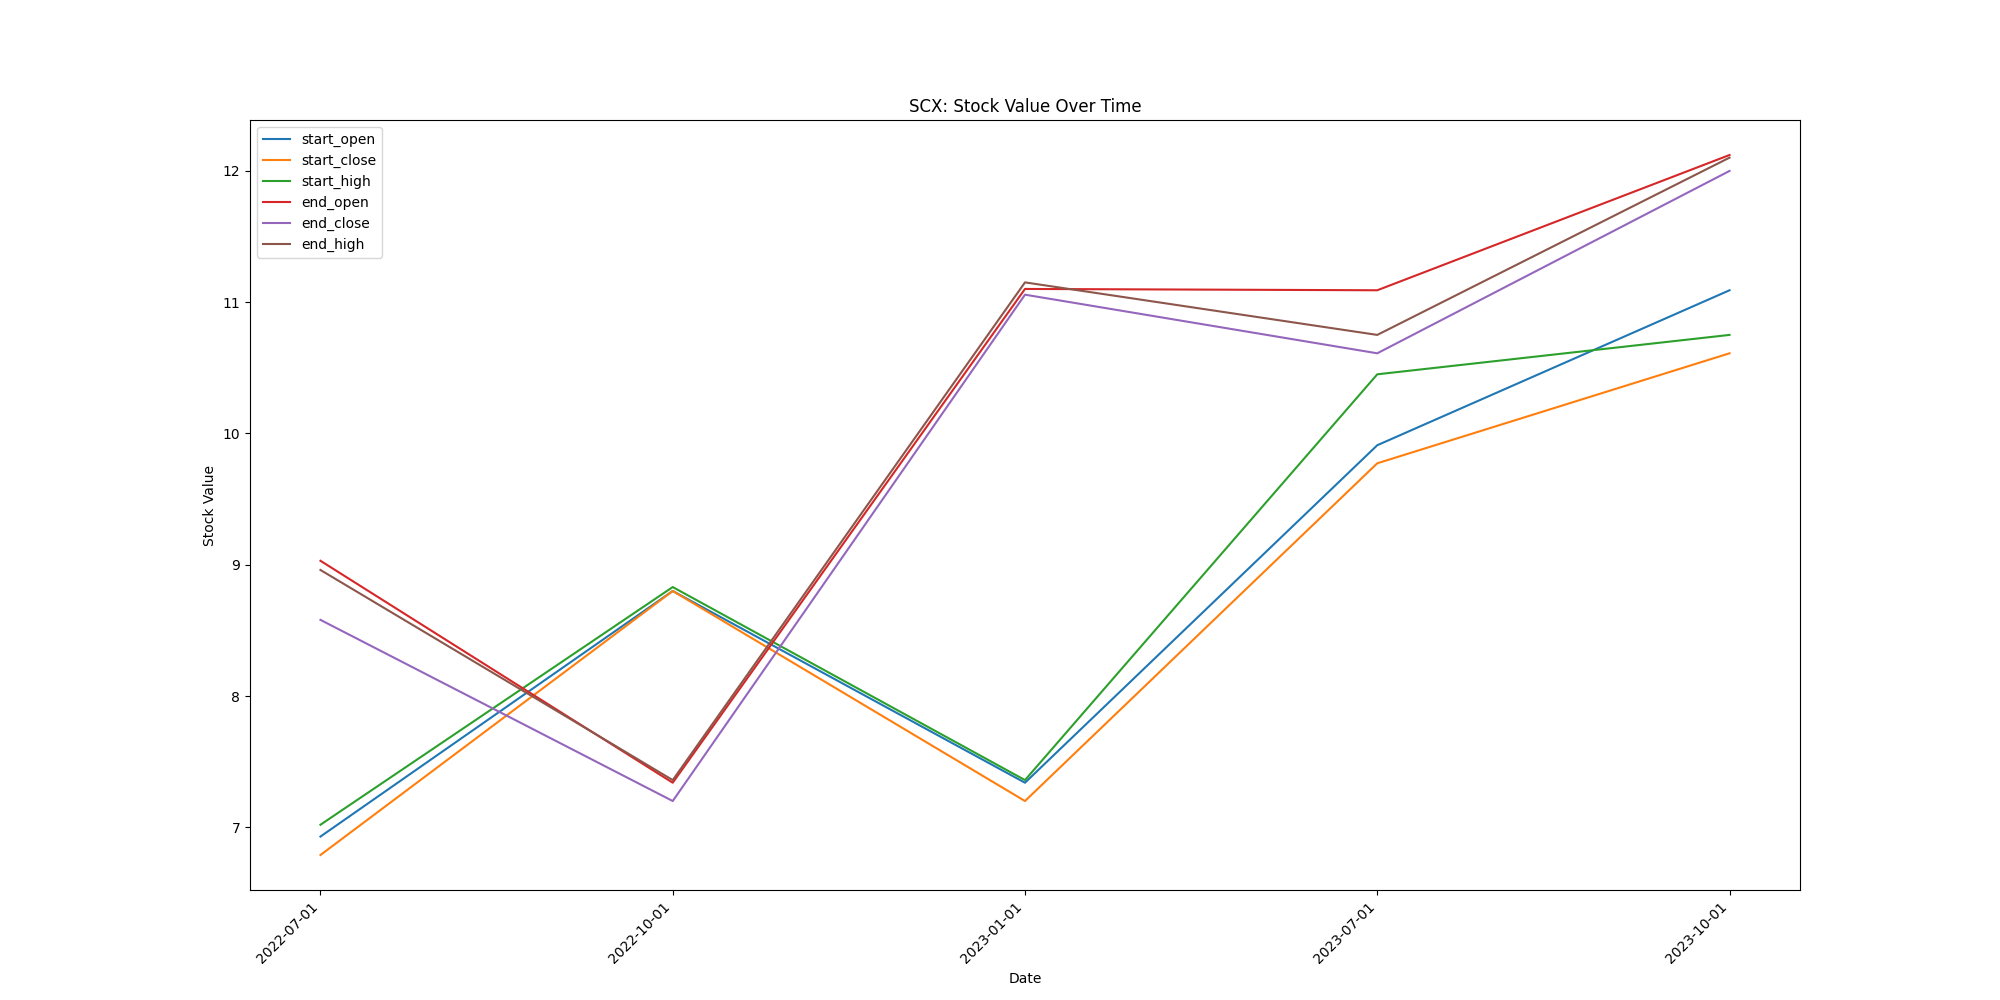 SCX: Stock Value Over Time
start_open
start_close
start_high
end_open
end_close
end_high
12
11
10
9
8
7
Stock Value
2022-07-01
2022-10-01
2023-01-01
2023-07-01
2023-10-01
Date